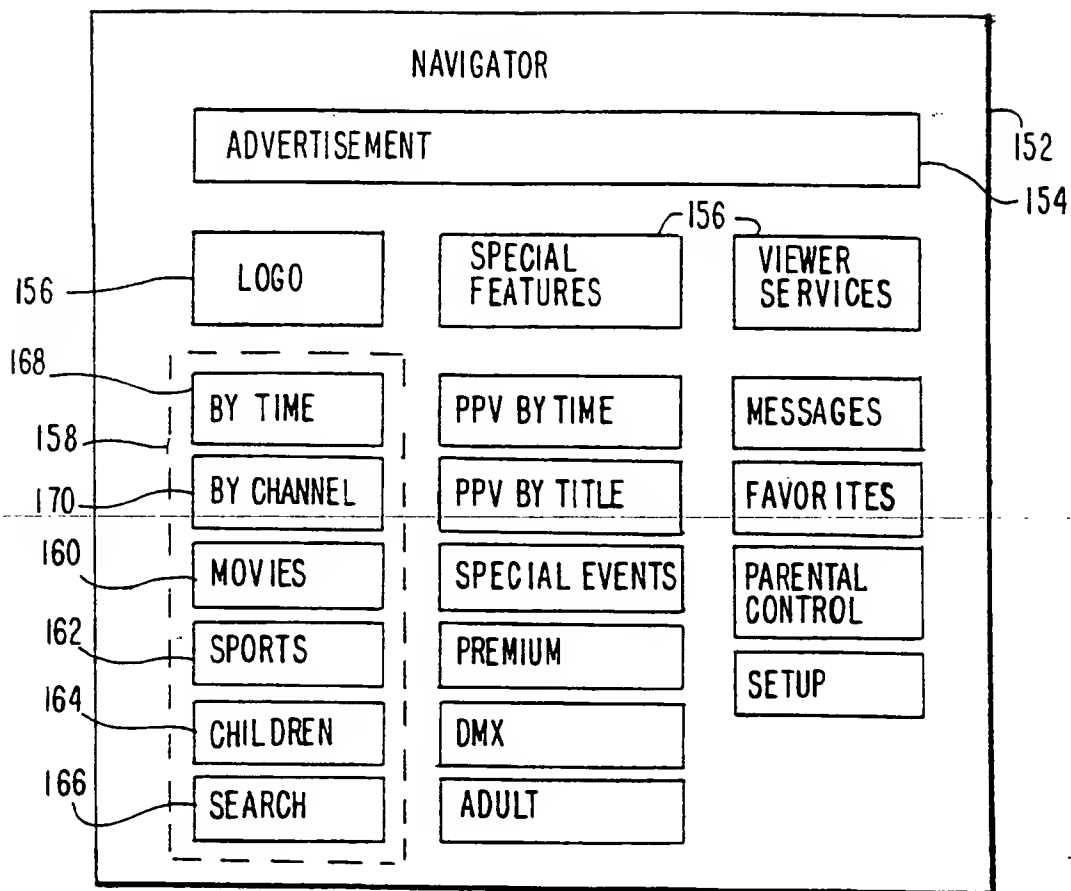 NAVIGATOR
ADVERTISEMENT
152
154
156
156
LOGO
SPECIAL
FEATURES
VIEWER
SERVICES
168
158
BY TIME
PPV BY TIME
MESSAGES
170
BY CHANNEL
PPV BY TITLE
FAVORITES
160
MOVIES
SPECIAL EVENTS
PARENTAL
CONTROL
162
SPORTS
PREMIUM
SETUP
164
CHILDREN
DMX
166
SEARCH
ADULT